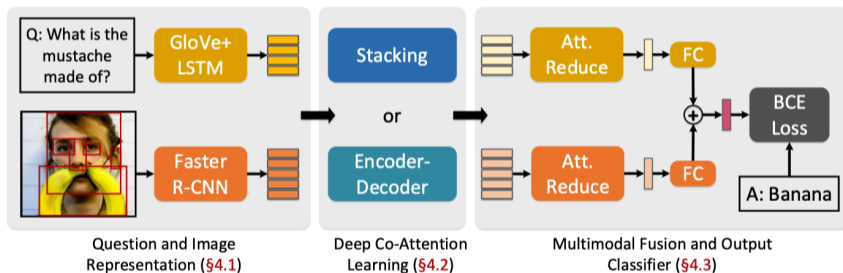 Q: What is the
mustache
made of?
GloVe+
LSTM
Faster
R-CNN
Question and Image
Representation (§4.1)
Stacking
or
Encoder-
Decoder
Deep Co-Attention
Learning (§4.2)
Att.
Reduce
FC
Att.
Reduce
FC
BCE
Loss
A: Banana
Multimodal Fusion and Output
Classifier (§4.3)